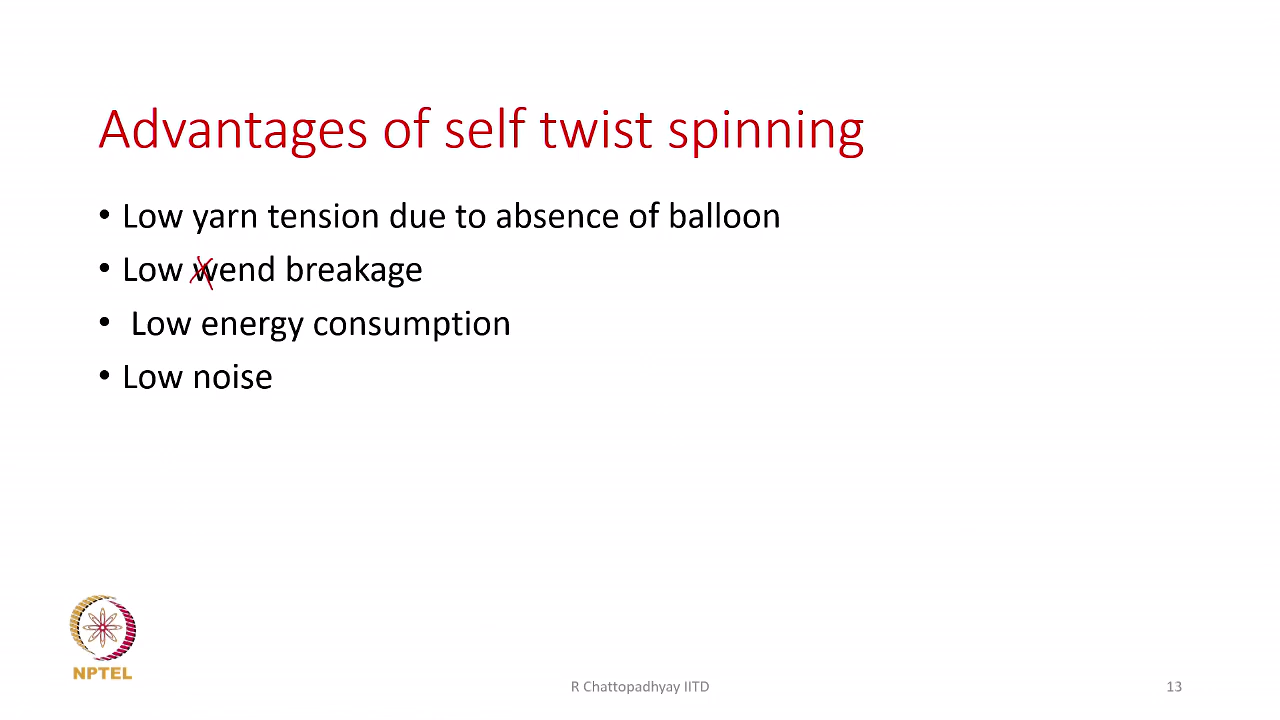 Advantages of self twist spinning
• Low yarn tension due to absence of balloon
• Low wend breakage
• Low energy consumption
• Low noise
NPTEL
R Chattopadhyay IITD
13